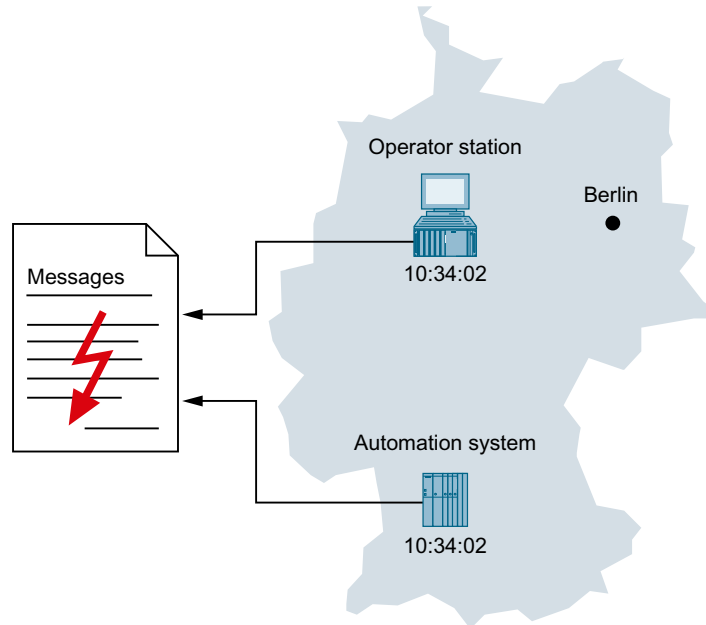 Operator station
Berlin
10:34:02
Messages
Automation system
10:34:02